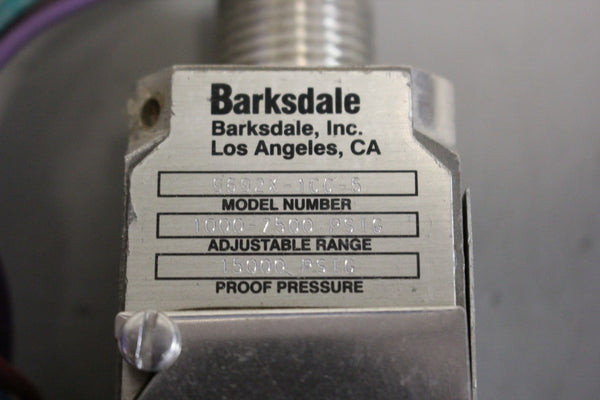 Barksdale
Barksdale, Inc.
Los Angeles, CA
MODEL NUMBER
1000-7500 PSIG
ADJUSTABLE RANGE
15000 PSIG
PROOF PRESSURE